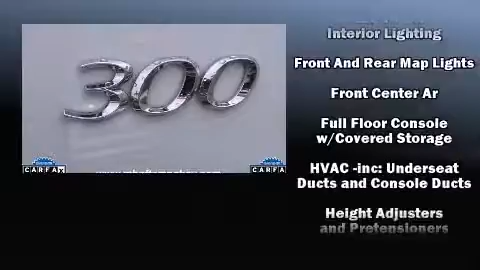 300
CARFAX
CARFA
Interior Lighting
Front And Rear Map Lights
Front Center Ar
Full Floor Console
w/Covered Storage
HVAC -inc: Underseat
Ducts and Console Ducts
Height Adjusters
and Pretensioners